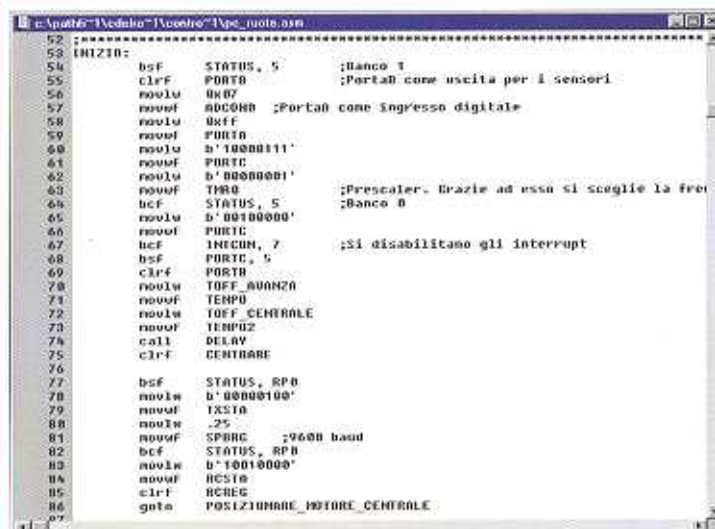 c:\pathfi~1\cdeko~1\contro~1\pc_ruote.asm
52 ;**********************************************************************
53 INIZIO:
54 bsf STATUS, 5 ;Banco 1
55 clrf PORTB ;PortaB come uscita per i sensori
56 movlw 0x07
57 movwf ADCON0 ;PortaA come ingresso digitale
58 movlw 0xff
59 movwf PORTA
60 movlw b'10000111'
61 movwf PORTC
62 movlw b'00000001'
63 movwf TMR0 ;Prescaler. Grazie ad esso si sceglie la fre
64 bcf STATUS, 5 ;Banco 0
65 movlw b'00100000'
66 movwf PORTC
67 bcf INTCON, 7 ;Si disabilitano gli interrupt
68 bsf PORTC, 5
69 clrf PORTB
70 movlw TOFF_AVANZA
71 movwf TEMPO
72 movlw TOFF_CENTRALE
73 movwf TEMPO2
74 call DELAY
75 clrf CENTRARE
76
77 bsf STATUS, RP0
78 movlw b'00000100'
79 movwf TXSTA
80 movlw .25
81 movwf SPBRG ;9600 baud
82 bcf STATUS, RP0
83 movlw b'10010000'
84 movwf RCSTA
85 clrf RCREG
86 goto POSIZIONARE_MOTORE_CENTRALE
87